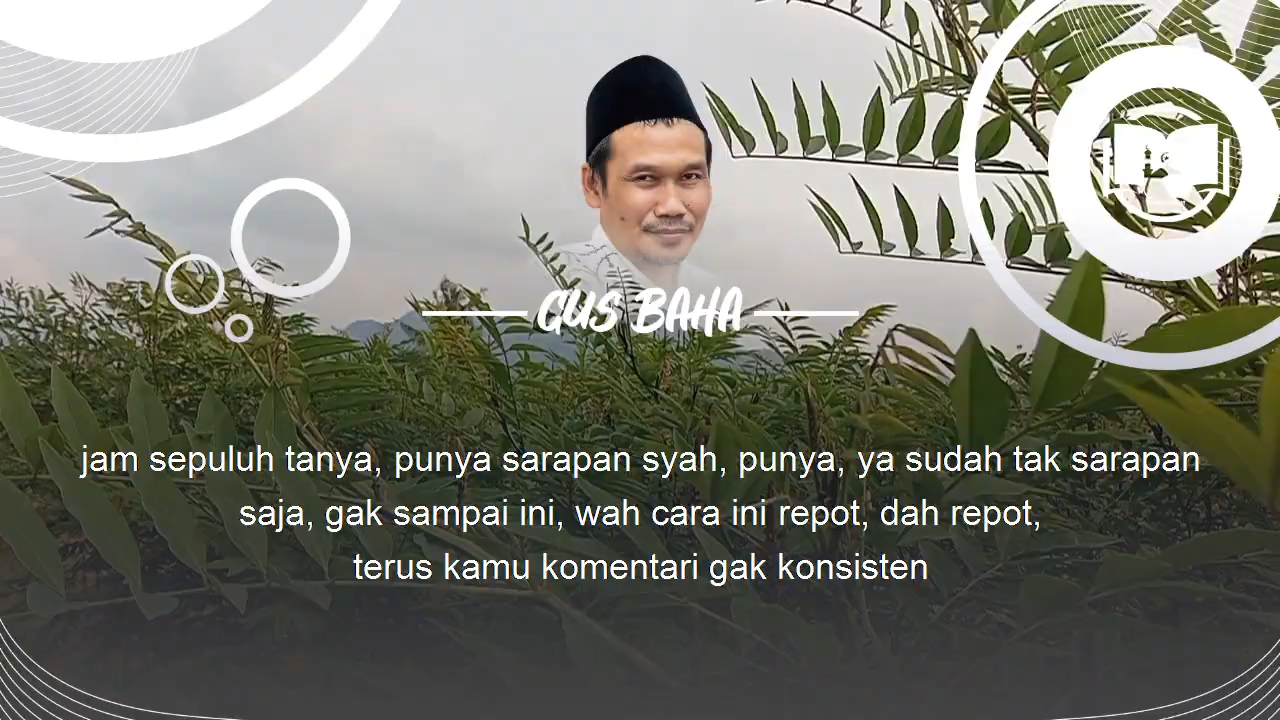 GUS BAHA
jam sepuluh tanya, punya sarapan syah, punya, ya sudah tak sarapan
saja, gak sampai ini, wah cara ini repot, dah repot,
terus kamu komentari gak konsisten